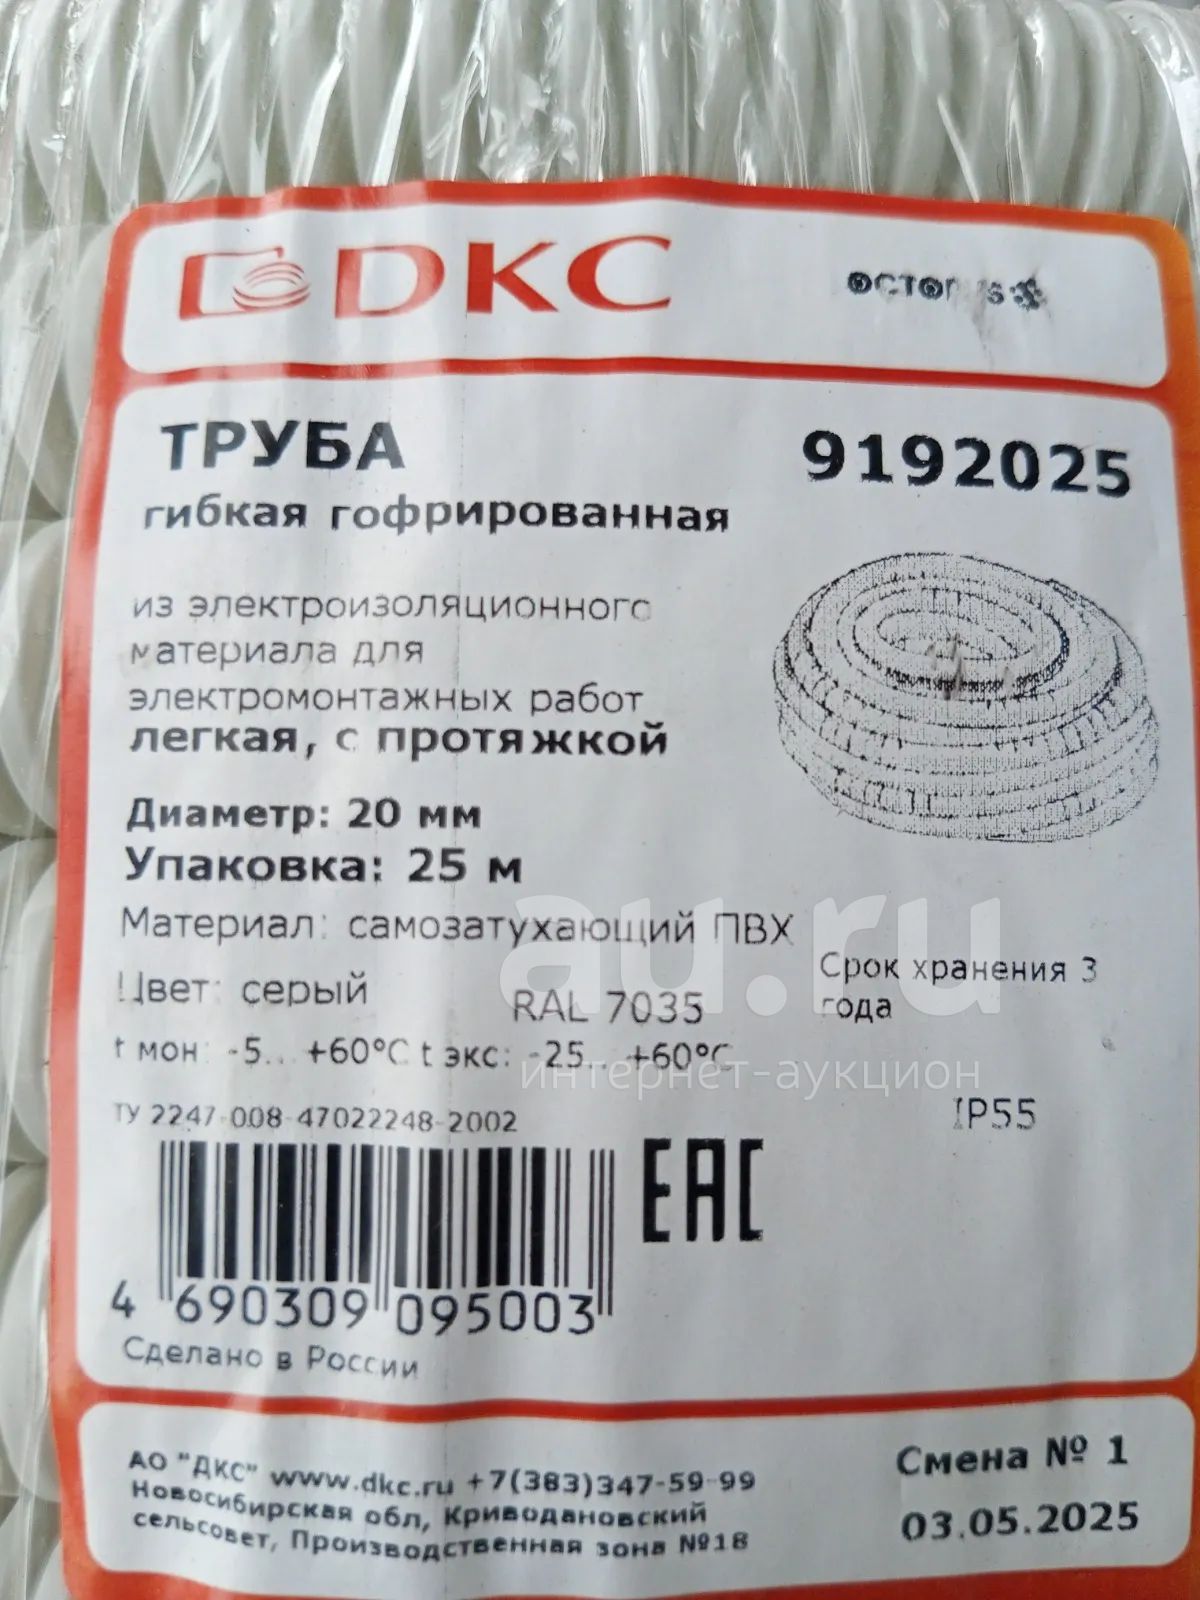 DKC
ТРУБА
9192025
гибкая гофрированная
из электроизоляционного
материала для
электромонтажных работ
легкая, с протяжкой
Диаметр: 20 мм
Упаковка: 25 м
Материал: самозатухающий ПВХ
Цвет: серый RAL 7035
Срок хранения 3
года
t мон: -5... +60°C t экс: -25... +60°C
ТУ 2247-008-47022248-2002
IP55
EAC
4 690309 095003
Сделано в России
АО "ДКС" www.dkc.ru +7(383)347-59-99
Новосибирская обл, Криводановский
сельсовет, Производственная зона №18
Смена № 1
03.05.2025
au.ru
интернет-аукцион